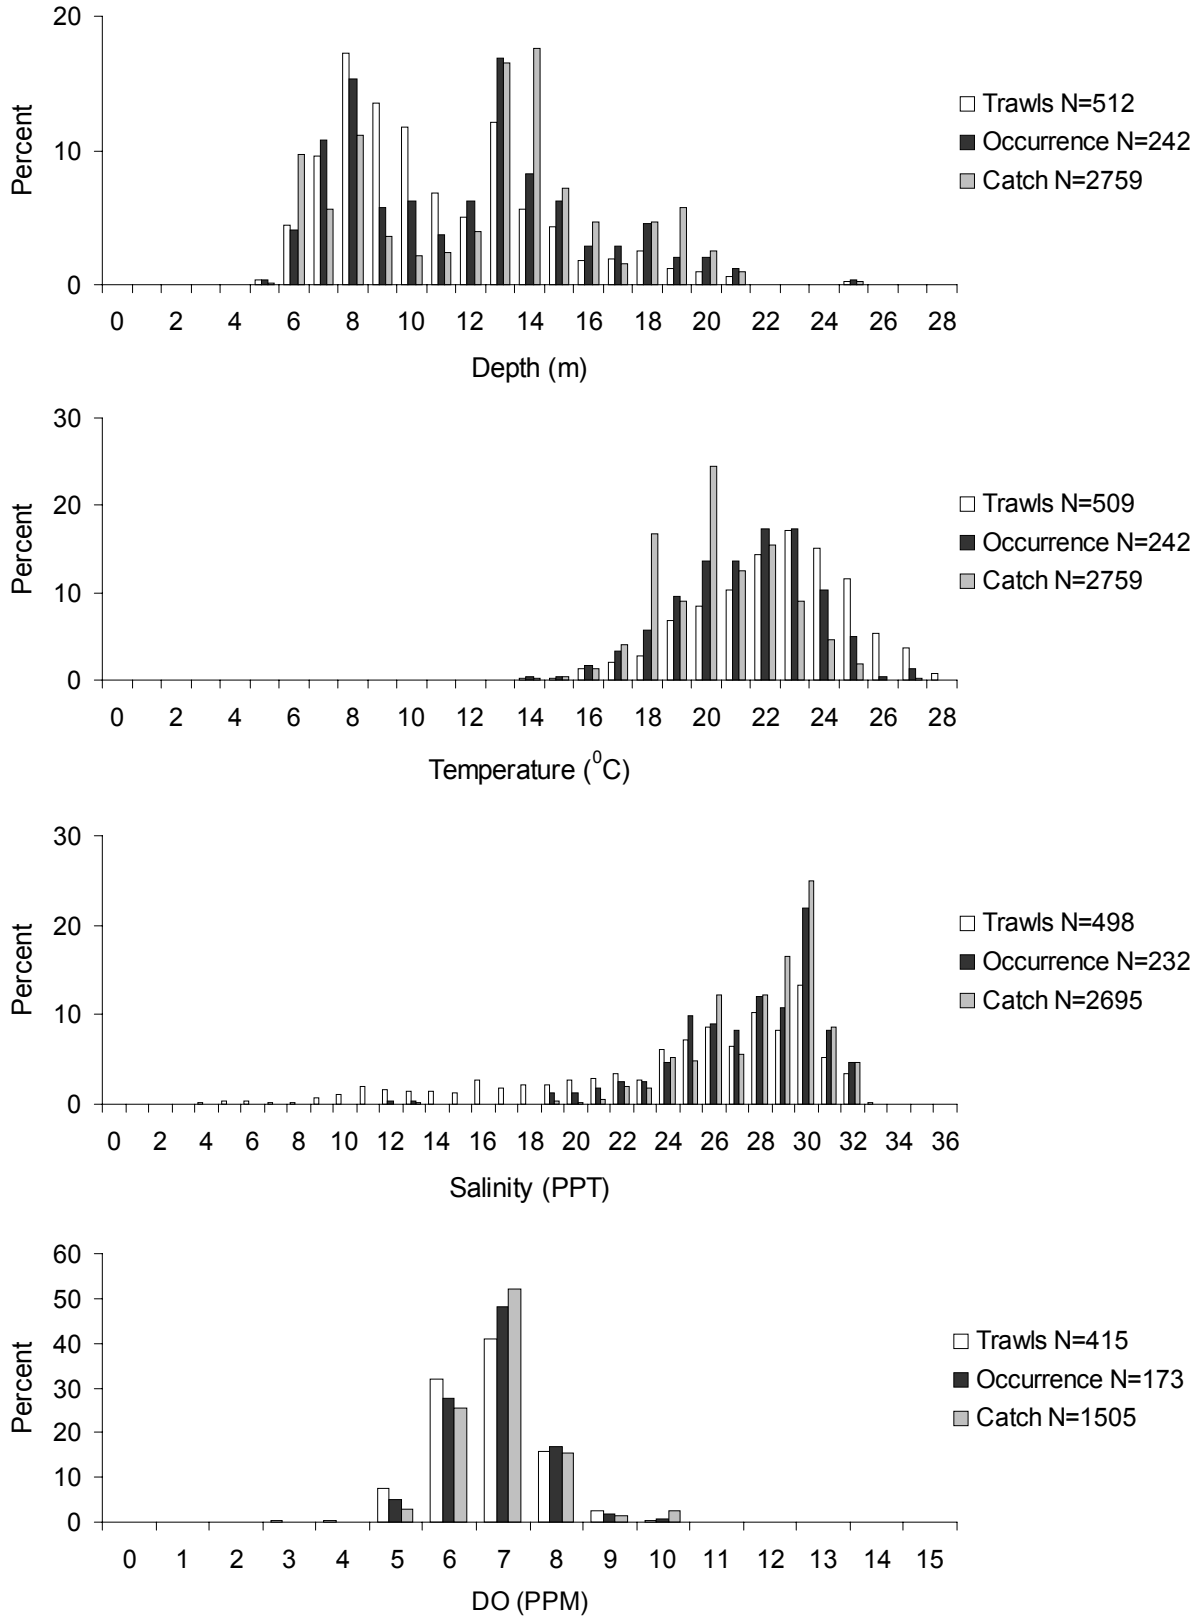 20
10
0
Percent
0 2 4 6 8 10 12 14 16 18 20 22 24 26 28
Depth (m)
Trawls N=512
Occurrence N=242
Catch N=2759
30
20
10
0
Percent
0 2 4 6 8 10 12 14 16 18 20 22 24 26 28
Temperature (⁰C)
Trawls N=509
Occurrence N=242
Catch N=2759
30
20
10
0
Percent
0 2 4 6 8 10 12 14 16 18 20 22 24 26 28 30 32 34 36
Salinity (PPT)
Trawls N=498
Occurrence N=232
Catch N=2695
60
50
40
30
20
10
0
Percent
0 1 2 3 4 5 6 7 8 9 10 11 12 13 14 15
DO (PPM)
Trawls N=415
Occurrence N=173
Catch N=1505